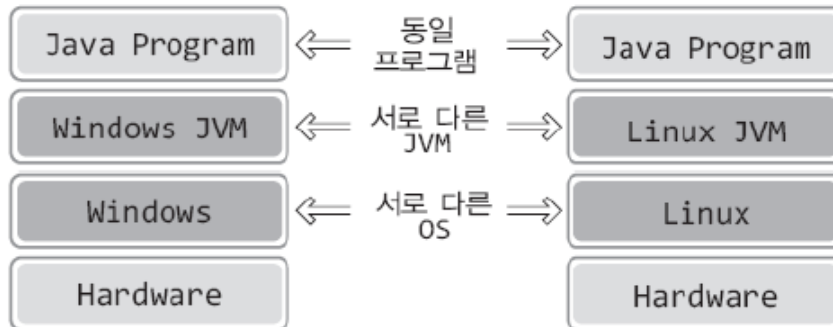 Java Program
동일
프로그램
Java Program
Windows JVM
서로 다른
JVM
Linux JVM
Windows
서로 다른
OS
Linux
Hardware
Hardware